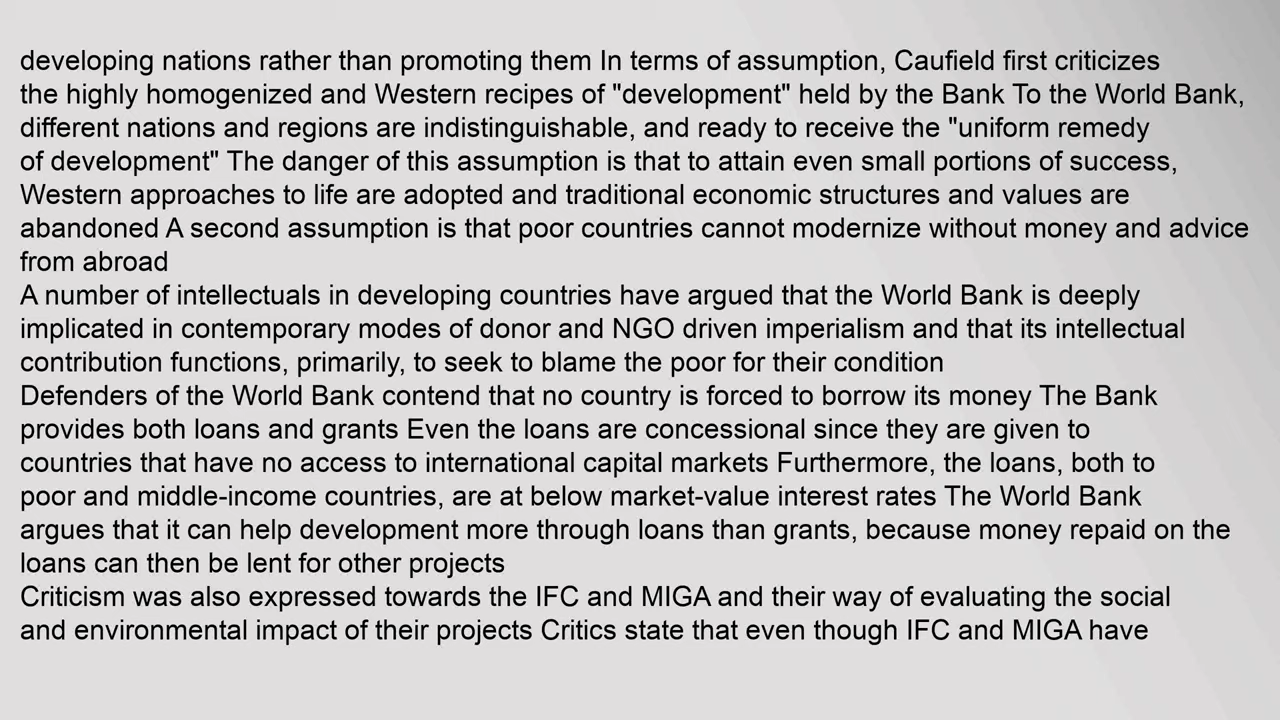 developing nations rather than promoting them In terms of assumption, Caufield first criticizes
the highly homogenized and Western recipes of "development" held by the Bank To the World Bank,
different nations and regions are indistinguishable, and ready to receive the "uniform remedy
of development" The danger of this assumption is that to attain even small portions of success,
Western approaches to life are adopted and traditional economic structures and values are
abandoned A second assumption is that poor countries cannot modernize without money and advice
from abroad
A number of intellectuals in developing countries have argued that the World Bank is deeply
implicated in contemporary modes of donor and NGO driven imperialism and that its intellectual
contribution functions, primarily, to seek to blame the poor for their condition
Defenders of the World Bank contend that no country is forced to borrow its money The Bank
provides both loans and grants Even the loans are concessional since they are given to
countries that have no access to international capital markets Furthermore, the loans, both to
poor and middle-income countries, are at below market-value interest rates The World Bank
argues that it can help development more through loans than grants, because money repaid on the
loans can then be lent for other projects
Criticism was also expressed towards the IFC and MIGA and their way of evaluating the social
and environmental impact of their projects Critics state that even though IFC and MIGA have